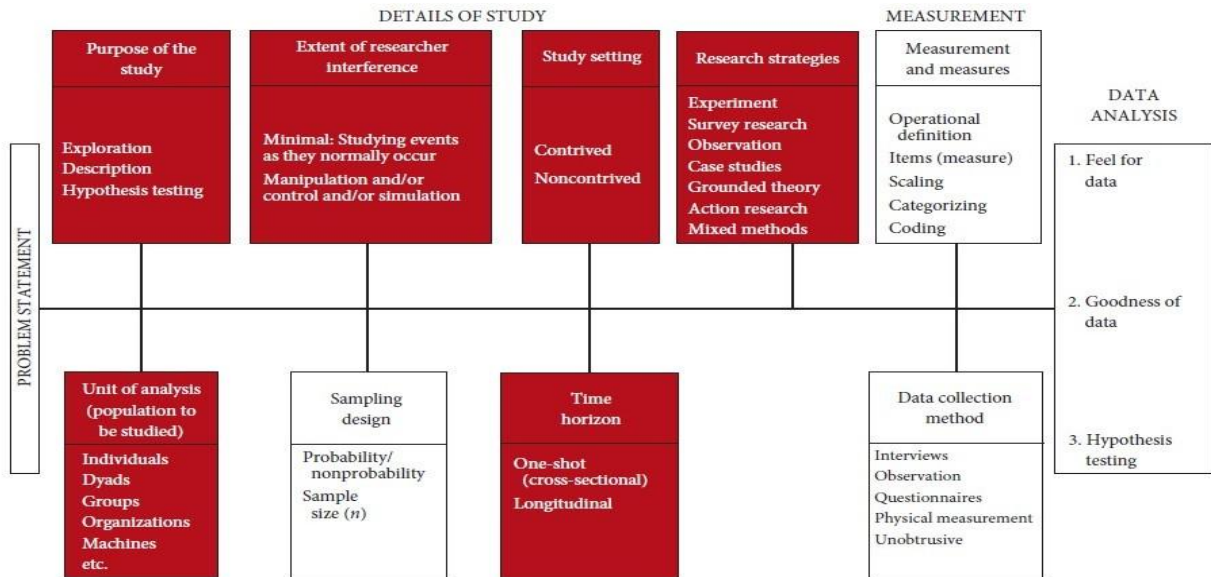 DETAILS OF STUDY
MEASUREMENT
Purpose of the
study
Exploration
Description
Hypothesis testing
Extent of researcher
interference
Minimal: Studying events
as they normally occur
Manipulation and/or
control and/or simulation
Study setting
Contrived
Noncontrived
Research strategies
Experiment
Survey research
Observation
Case studies
Grounded theory
Action research
Mixed methods
Measurement
and measures
Operational
definition
Items (measure)
Scaling
Categorizing
Coding
DATA
ANALYSIS
1. Feel for
data
2. Goodness of
data
3. Hypothesis
testing
PROBLEM STATEMENT
Unit of analysis
(population to
be studied)
Individuals
Dyads
Groups
Organizations
Machines
etc.
Sampling
design
Probability/
nonprobability
Sample
size (n)
Time
horizon
One-shot
(cross-sectional)
Longitudinal
Data collection
method
Interviews
Observation
Questionnaires
Physical measurement
Unobtrusive